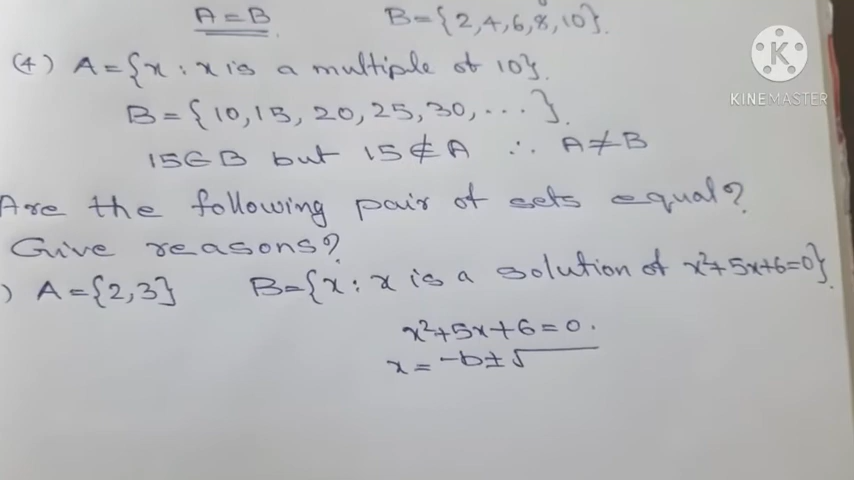 A = B B = {2, 4, 6, 8, 10}.
(4) A = {x : x is a multiple of 10}.
B = {10, 15, 20, 25, 30, ...}.
15 ∈ B but 15 ∉ A ∴ A ≠ B
Are the following pair of sets equal?
Give reasons?
) A = {2, 3} B = {x : x is a solution of x² + 5x + 6 = 0}.
x² + 5x + 6 = 0.
x = -b ± √
K
KINEMASTER